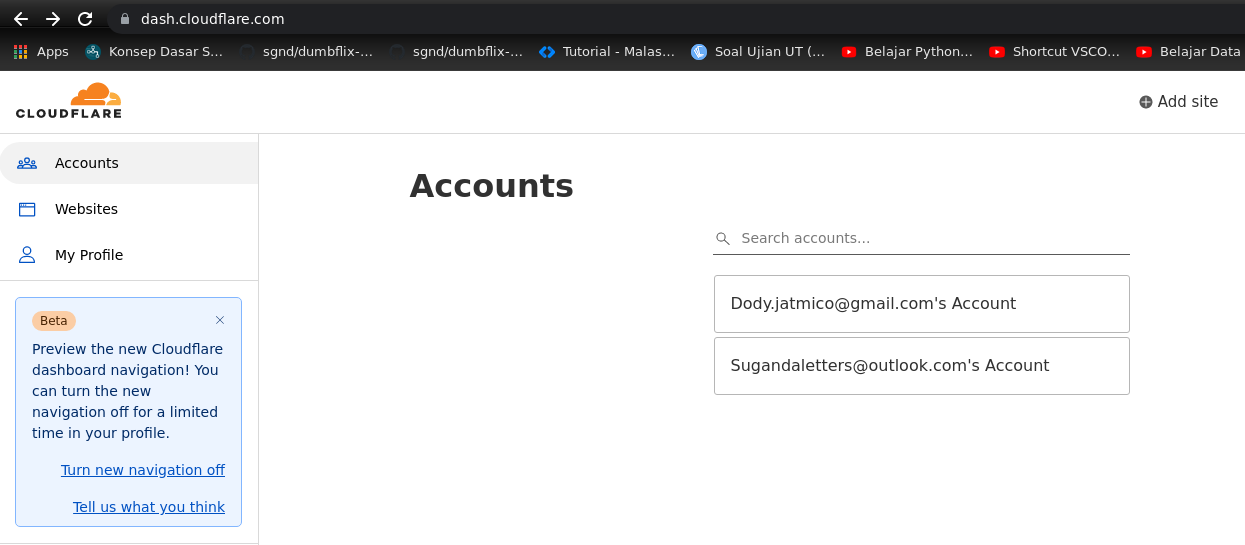 dash.cloudflare.com
Apps
Konsep Dasar S...
sgnd/dumbflix-...
sgnd/dumbflix-...
Tutorial - Malas...
Soal Ujian UT (...
Belajar Python...
Shortcut VSCO...
Belajar Data
CLOUDFLARE
Add site
Accounts
Websites
My Profile
Beta
Preview the new Cloudflare
dashboard navigation! You
can turn the new
navigation off for a limited
time in your profile.
Turn new navigation off
Tell us what you think
Accounts
Search accounts...
Dody.jatmico@gmail.com's Account
Sugandaletters@outlook.com's Account